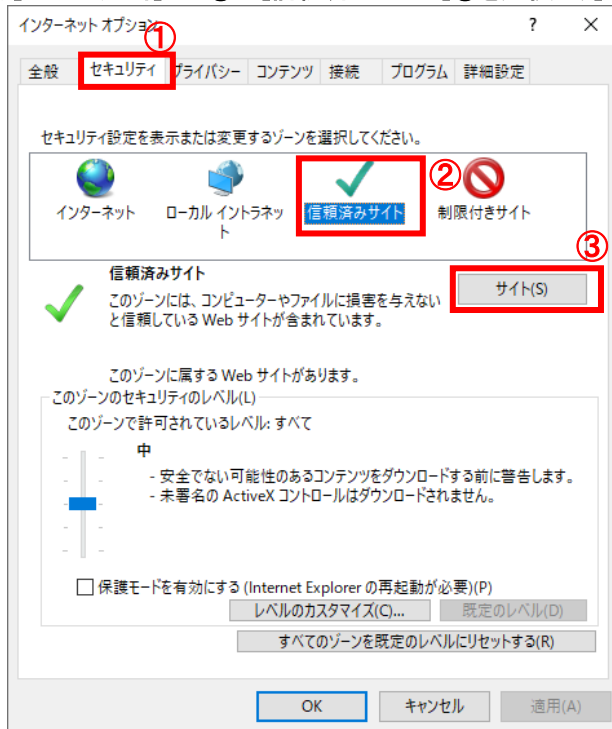 インターネット オプション
①
? ×
全般 セキュリティ プライバシー コンテンツ 接続 プログラム 詳細設定
セキュリティ設定を表示または変更するゾーンを選択してください。
②
インターネット ローカル イントラネット 信頼済みサイト 制限付きサイト
③
信頼済みサイト
サイト(S)
このゾーンには、コンピューターやファイルに損害を与えない
と信頼している Web サイトが含まれています。
このゾーンに属する Web サイトがあります。
このゾーンのセキュリティのレベル(L)
このゾーンで許可されているレベル: すべて
中
- 安全でない可能性のあるコンテンツをダウンロードする前に警告します。
- 未署名の ActiveX コントロールはダウンロードされません。
保護モードを有効にする (Internet Explorer の再起動が必要)(P)
レベルのカスタマイズ(C)... 既定のレベル(D)
すべてのゾーンを既定のレベルにリセットする(R)
OK キャンセル 適用(A)